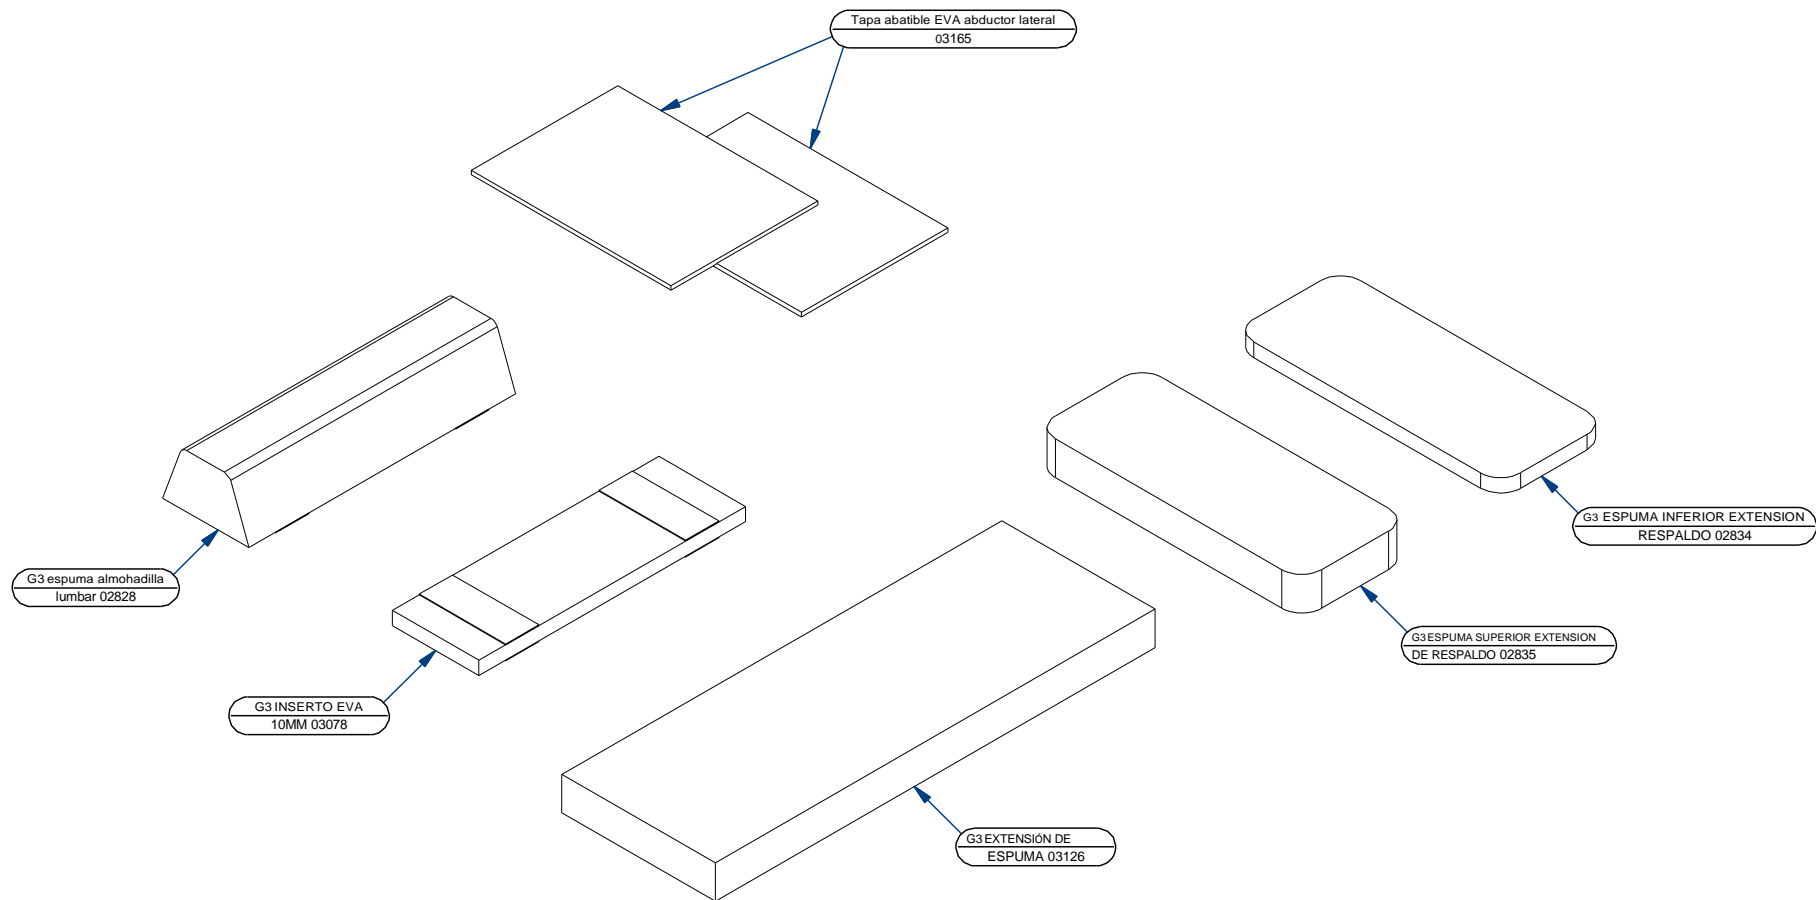 Tapa abatible EVA abductor lateral
03165
G3 ESPUMA INFERIOR EXTENSION
RESPALDO 02834
G3 espuma almohadilla
lumbar 02828
G3 ESPUMA SUPERIOR EXTENSION
DE RESPALDO 02835
G3 INSERTO EVA
10MM 03078
G3 EXTENSIÓN DE
ESPUMA 03126